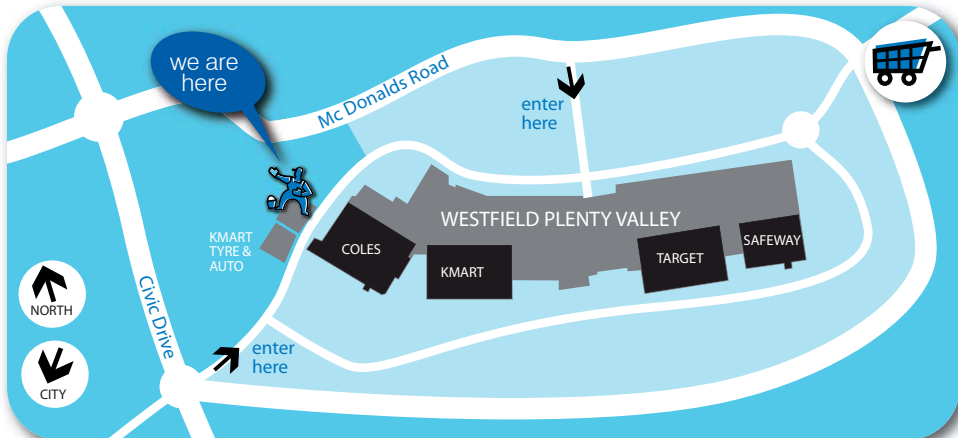 we are
here
Mc Donalds Road
enter
here
WESTFIELD PLENTY VALLEY
KMART
TYRE &
AUTO
COLES
KMART
TARGET
SAFEWAY
NORTH
Civic Drive
enter
here
CITY